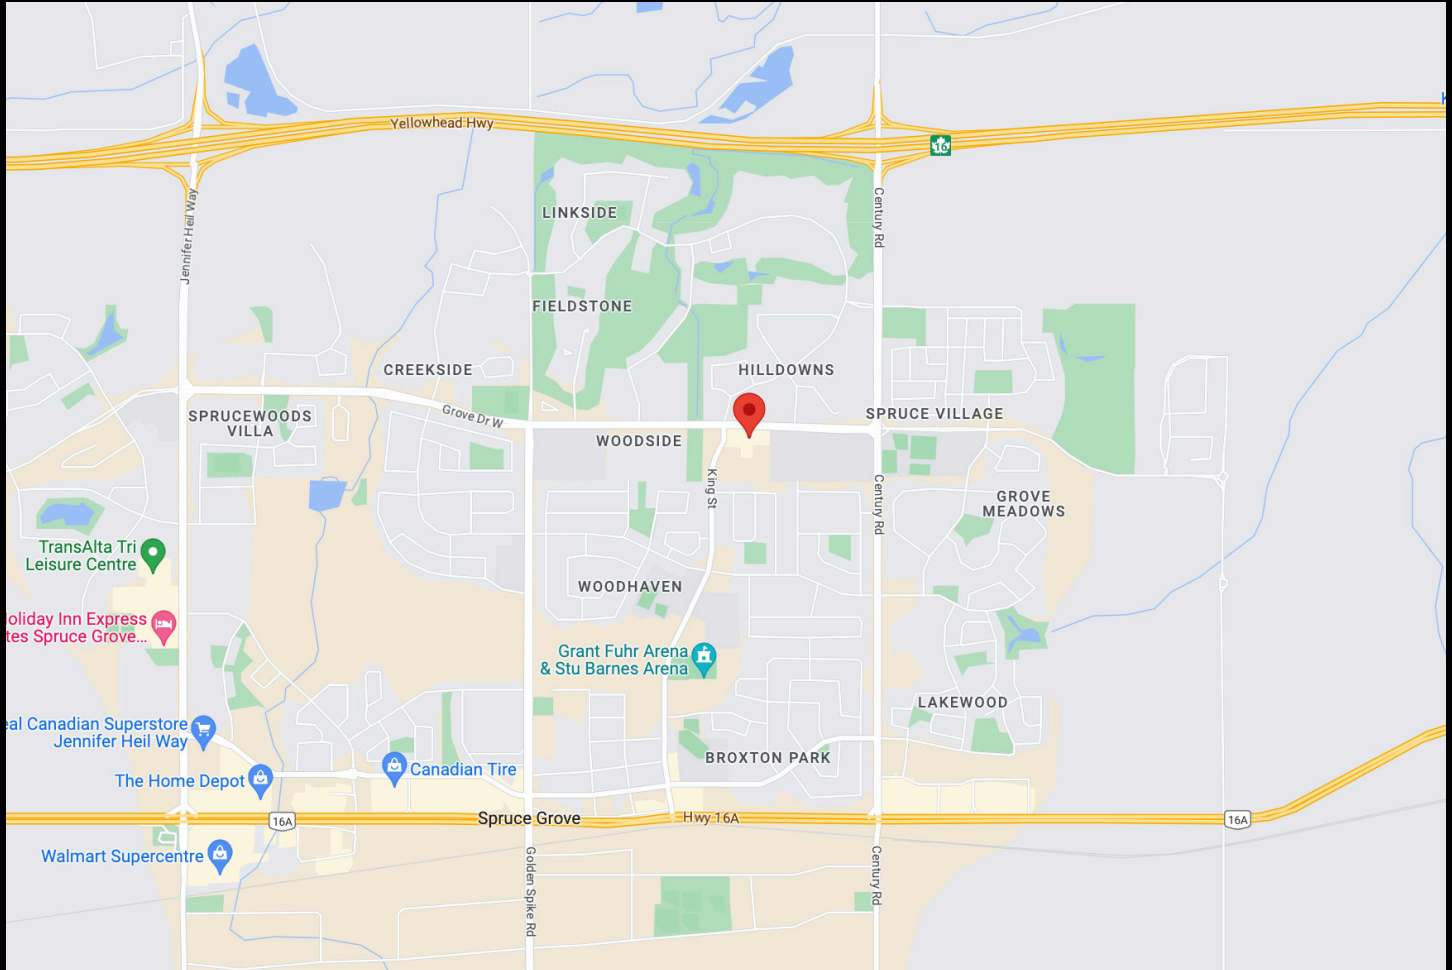 Yellowhead Hwy
16
Jennifer Heil Way
Century Rd
LINKSIDE
FIELDSTONE
CREEKSIDE
HILLDOWNS
SPRUCEWOODS
VILLA
Grove Dr W
WOODSIDE
SPRUCE VILLAGE
King St
Century Rd
GROVE
MEADOWS
TransAlta Tri
Leisure Centre
WOODHAVEN
oliday Inn Express
tes Spruce Grove...
Grant Fuhr Arena
& Stu Barnes Arena
LAKEWOOD
eal Canadian Superstore
Jennifer Heil Way
BROXTON PARK
The Home Depot
Canadian Tire
16A
Spruce Grove
Hwy 16A
16A
Walmart Supercentre
Golden Spike Rd
Century Rd